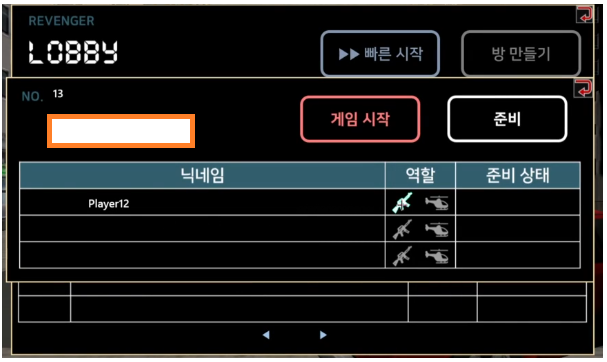 REVENGER
LOBBY
▶▶ 빠른 시작
방 만들기
NO. 13
게임 시작
준비
닉네임 역할 준비 상태
Player12